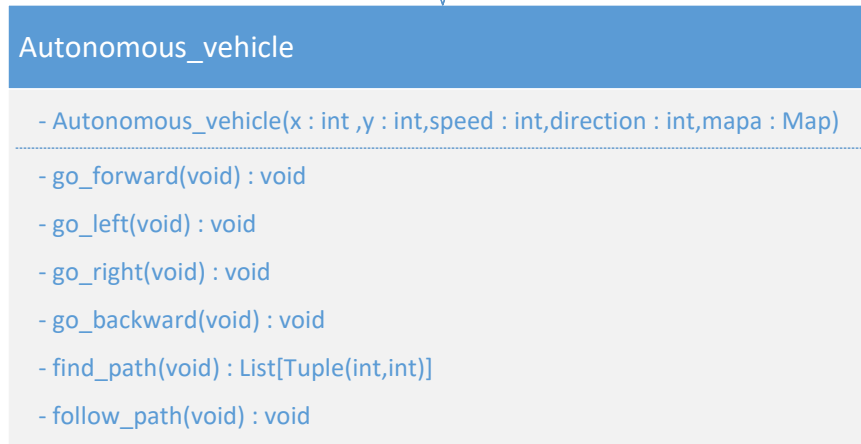 Autonomous_vehicle
- Autonomous_vehicle(x : int ,y : int,speed : int,direction : int,mapa : Map)
- go_forward(void) : void
- go_left(void) : void
- go_right(void) : void
- go_backward(void) : void
- find_path(void) : List[Tuple(int,int)]
- follow_path(void) : void